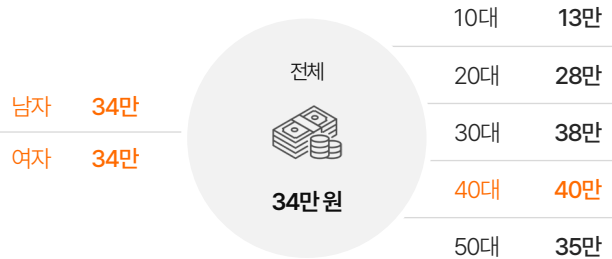 남자 34만
여자 34만
전체
34만 원
10대 13만
20대 28만
30대 38만
40대 40만
50대 35만